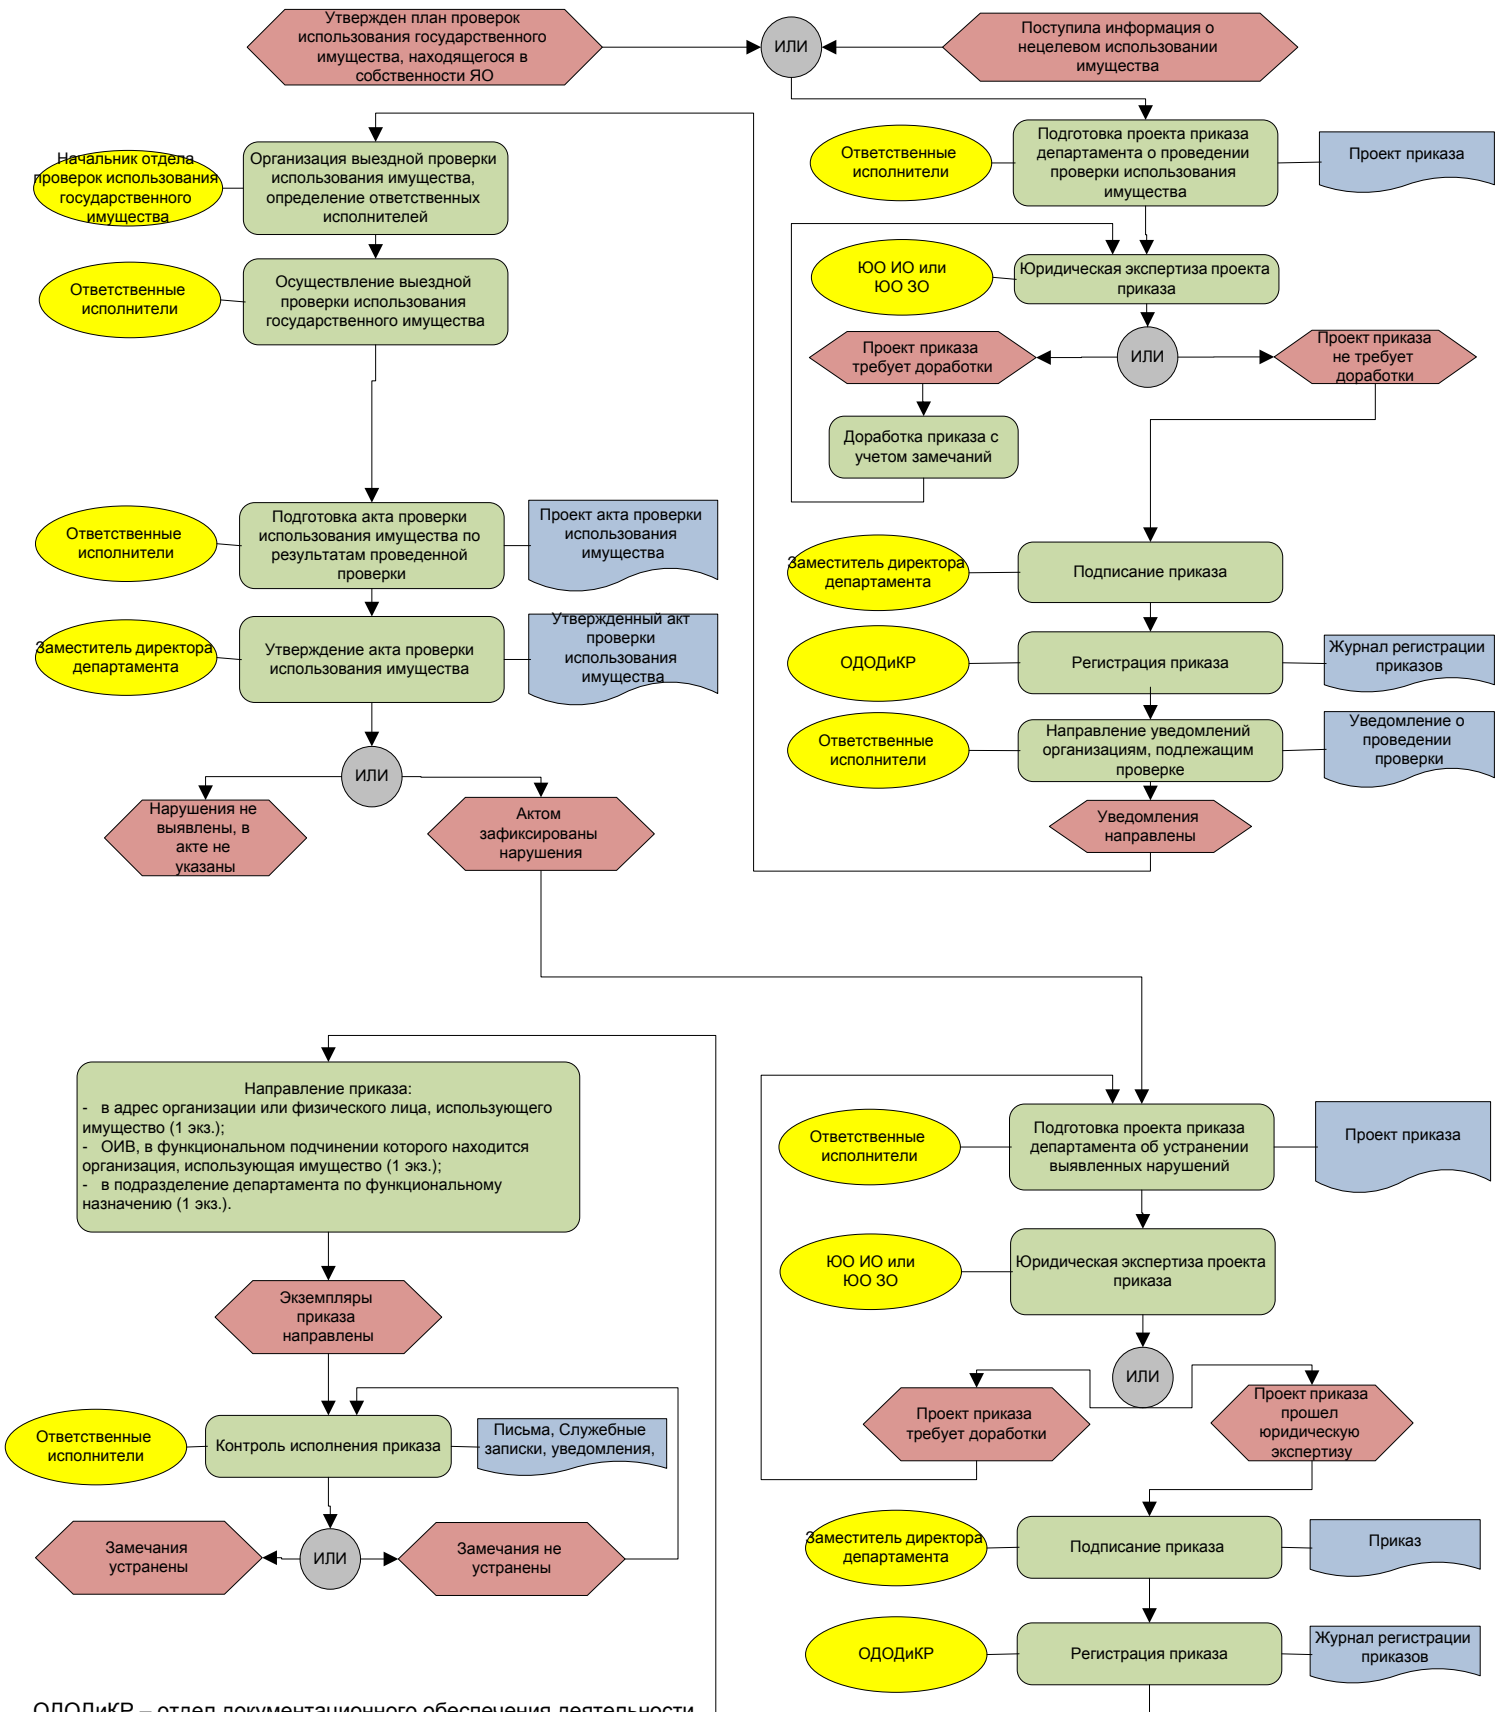 Утвержден план проверок
использования государственного
имущества, находящегося в
собственности ЯО
ИЛИ
Поступила информация о
нецелевом использовании
имущества
Начальник отдела
проверок использования
государственного
имущества
Организация выездной проверки
использования имущества,
определение ответственных
исполнителей
Ответственные
исполнители
Подготовка проекта приказа
департамента о проведении
проверки использования
имущества
Проект приказа
Ответственные
исполнители
Осуществление выездной
проверки использования
государственного имущества
ЮО ИО или
ЮО ЗО
Юридическая экспертиза проекта
приказа
Проект приказа
требует доработки
ИЛИ
Проект приказа
не требует
доработки
Доработка приказа с
учетом замечаний
Ответственные
исполнители
Подготовка акта проверки
использования имущества по
результатам проведенной
проверки
Проект акта проверки
использования
имущества
Заместитель директора
департамента
Подписание приказа
Заместитель директора
департамента
Утверждение акта проверки
использования имущества
Утвержденный акт
проверки
использования
имущества
ОДОДиКР
Регистрация приказа
Журнал регистрации
приказов
Ответственные
исполнители
Направление уведомлений
организациям, подлежащим
проверке
Уведомление о
проведении
проверки
ИЛИ
Нарушения не
выявлены, в
акте не
указаны
Актом
зафиксированы
нарушения
Уведомления
направлены
Направление приказа:
- в адрес организации или физического лица, использующего
имущество (1 экз.);
- ОИВ, в функциональном подчинении которого находится
организация, использующая имущество (1 экз.);
- в подразделение департамента по функциональному
назначению (1 экз.).
Ответственные
исполнители
Подготовка проекта приказа
департамента об устранении
выявленных нарушений
Проект приказа
ЮО ИО или
ЮО ЗО
Юридическая экспертиза проекта
приказа
Экземпляры
приказа
направлены
ИЛИ
Проект приказа
требует доработки
Проект приказа
прошел
юридическую
экспертизу
Ответственные
исполнители
Контроль исполнения приказа
Письма, Служебные
записки, уведомления,
Замечания
устранены
ИЛИ
Замечания не
устранены
Заместитель директора
департамента
Подписание приказа
Приказ
ОДОДиКР
Регистрация приказа
Журнал регистрации
приказов
ОДОДиКР – отдел документационного обеспечения деятельности